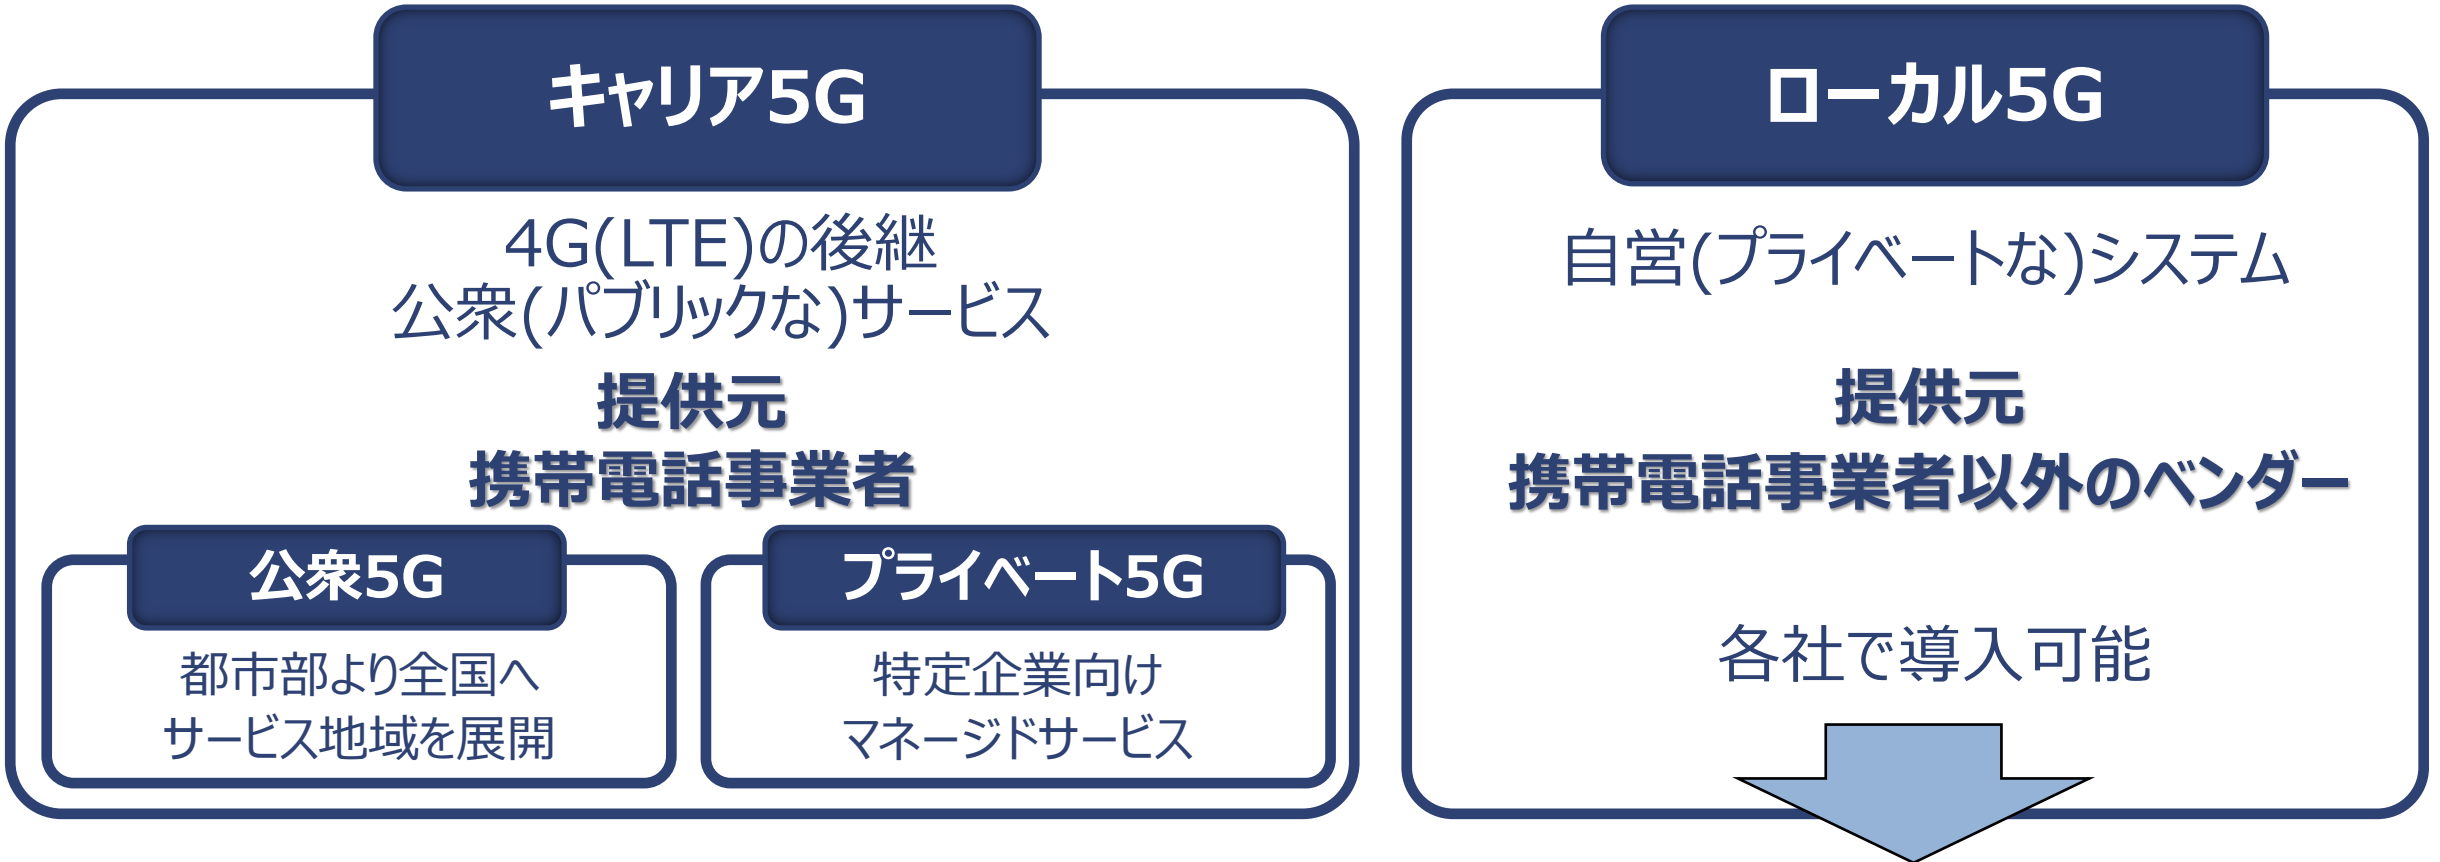 キャリア5G
4G(LTE)の後継
公衆(パブリックな)サービス
提供元
携帯電話事業者
公衆5G
都市部より全国へ
サービス地域を展開
プライベート5G
特定企業向け
マネージドサービス
ローカル5G
自営(プライベートな)システム
提供元
携帯電話事業者以外のベンダー
各社で導入可能